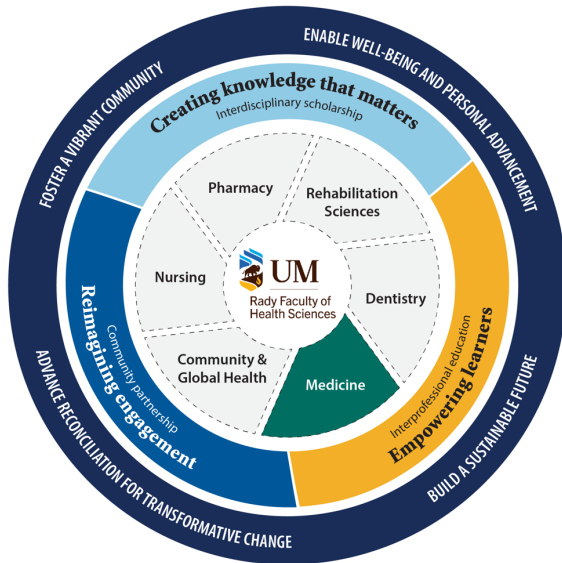 FOSTER A VIBRANT COMMUNITY
ENABLE WELL-BEING AND PERSONAL ADVANCEMENT
Creating knowledge that matters
Interdisciplinary scholarship
Pharmacy
Rehabilitation
Sciences
Nursing
UM
Rady Faculty of
Health Sciences
Dentistry
Community &
Global Health
Medicine
Reimagining engagement
Community partnership
Interprofessional education
Empowering learners
ADVANCE RECONCILIATION FOR TRANSFORMATIVE CHANGE
BUILD A SUSTAINABLE FUTURE